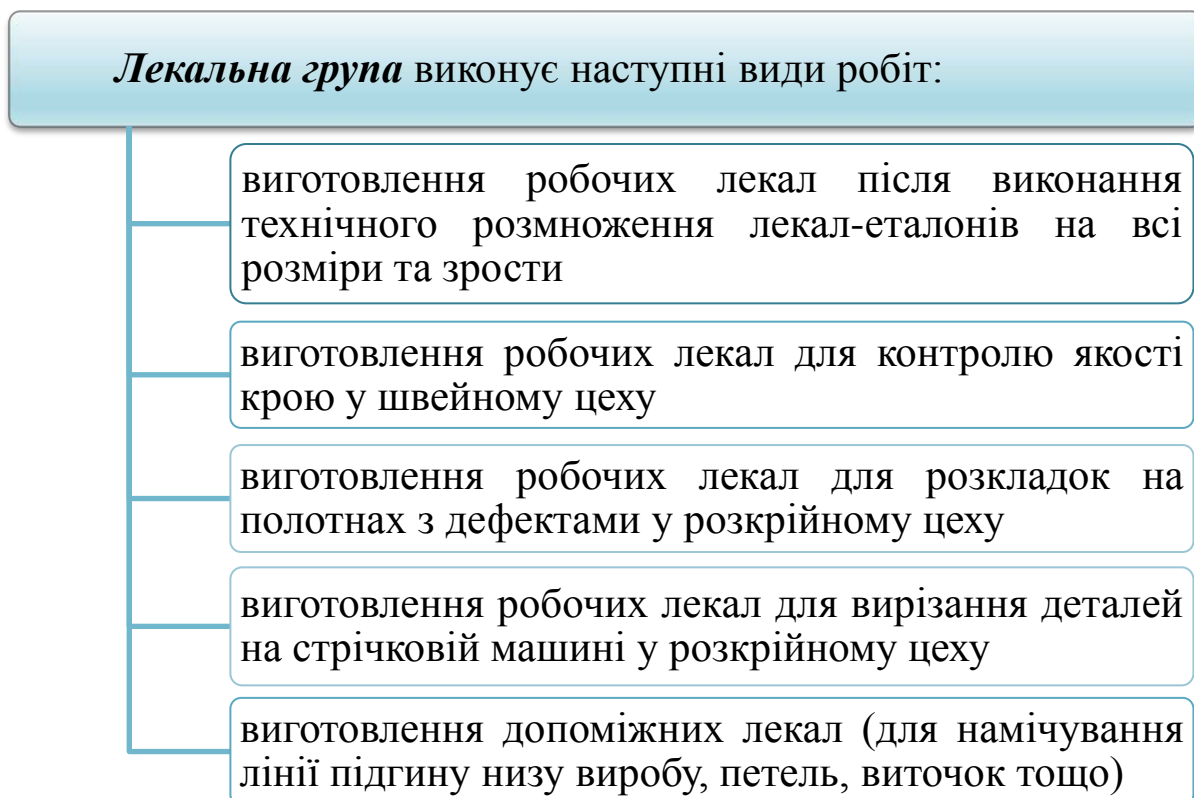 Лекальна група виконує наступні види робіт:
виготовлення робочих лекал після виконання
технічного розмноження лекал-еталонів на всі
розміри та зрости
виготовлення робочих лекал для контролю якості
крою у швейному цеху
виготовлення робочих лекал для розкладок на
полотнах з дефектами у розкрійному цеху
виготовлення робочих лекал для вирізання деталей
на стрічковій машині у розкрійному цеху
виготовлення допоміжних лекал (для намічування
лінії підгину низу виробу, петель, виточок тощо)